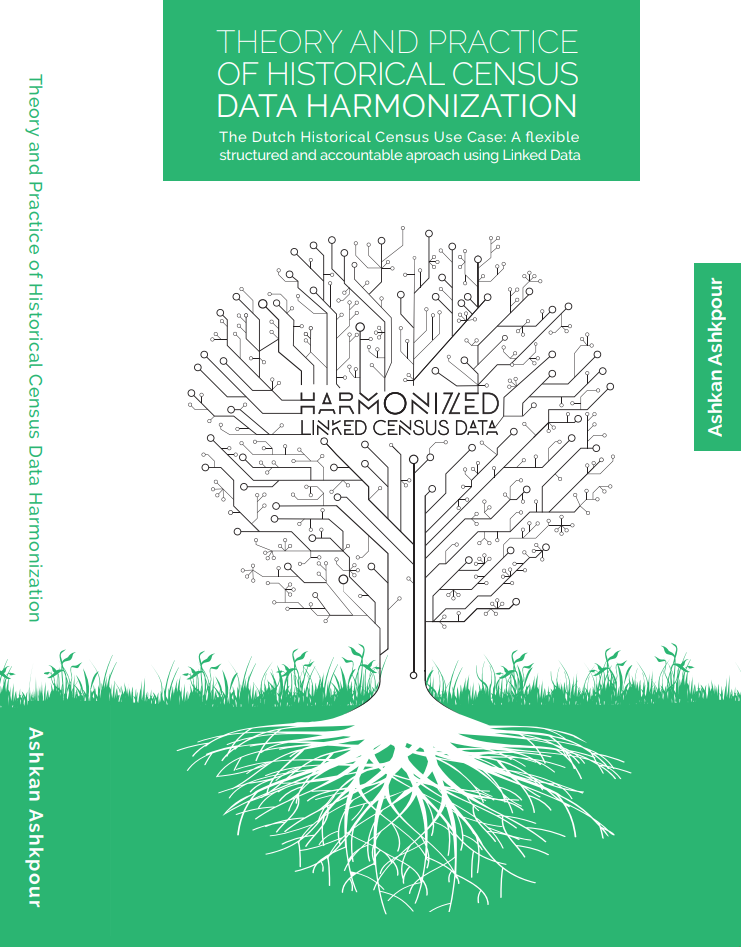 THEORY AND PRACTICE
OF HISTORICAL CENSUS
DATA HARMONIZATION
The Dutch Historical Census Use Case: A flexible
structured and accountable aproach using Linked Data
Theory and Practice of Historical Census Data Harmonization
Ashkan Ashkpour
HARMONIZED
LINKED CENSUS DATA
Ashkan Ashkpour